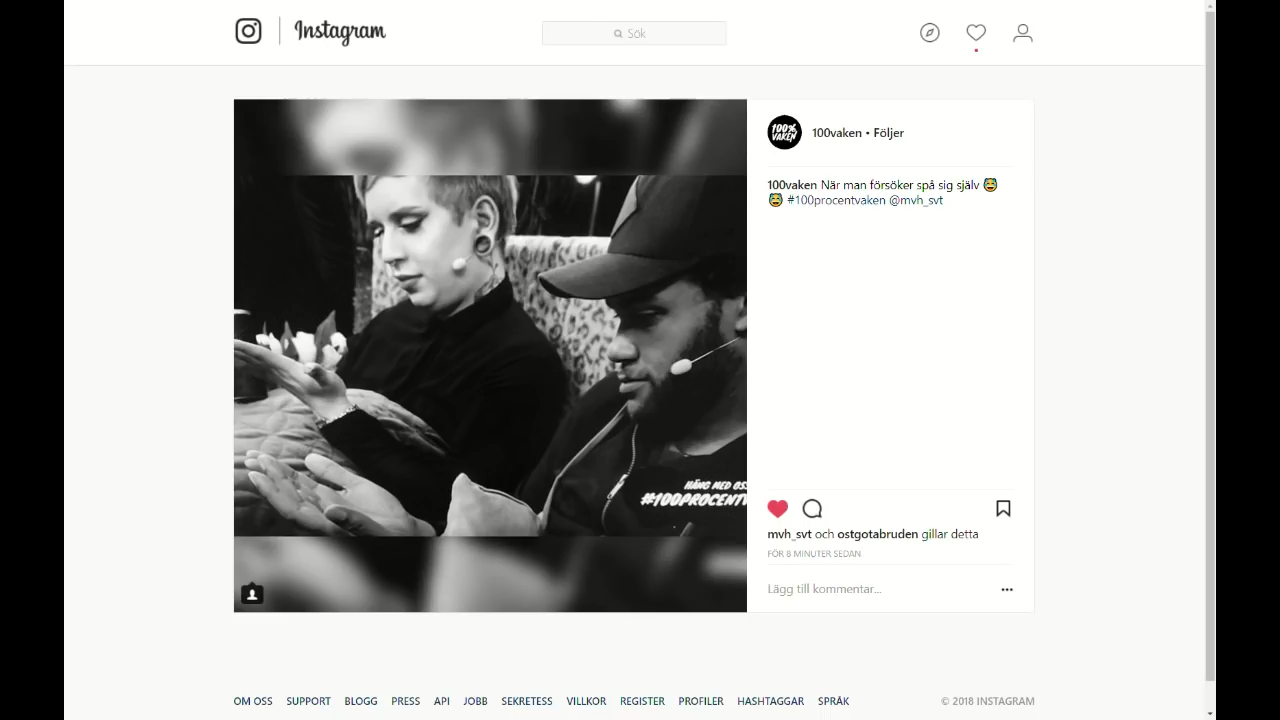 Instagram
Sök
100% VAKEN
100vaken • Följer
100vaken När man försöker spå sig själv 😅
😅 #100procentvaken @mvh_svt
HÄNG MED OSS
#100PROCENTV
mvh_svt och ostgotabruden gillar detta
FÖR 8 MINUTER SEDAN
Lägg till kommentar...
OM OSS SUPPORT BLOGG PRESS API JOBB SEKRETESS VILLKOR REGISTER PROFILER HASHTAGGAR SPRÅK © 2018 INSTAGRAM